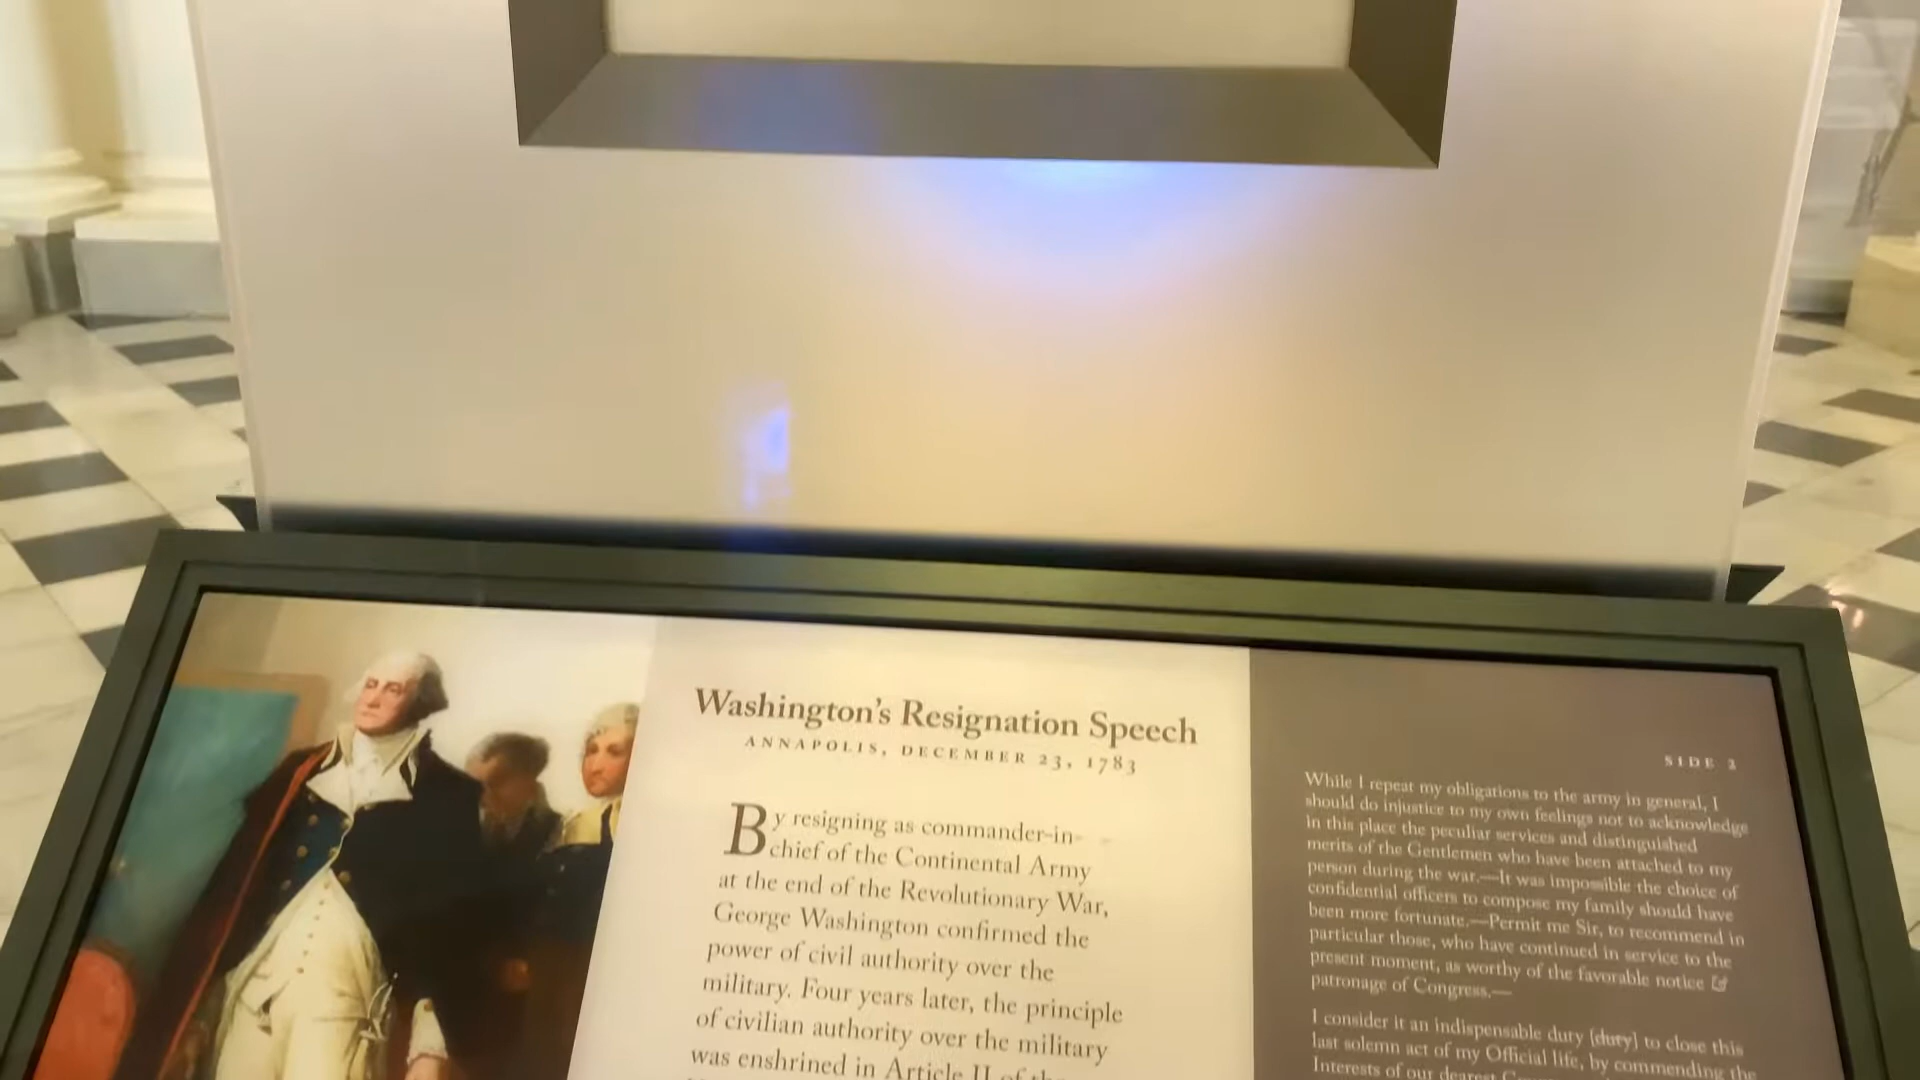 Washington's Resignation Speech
ANNAPOLIS, DECEMBER 23, 1783
By resigning as commander-in-
chief of the Continental Army
at the end of the Revolutionary War,
George Washington confirmed the
power of civil authority over the
military. Four years later, the principle
of civilian authority over the military
was enshrined in Article II of the
SIDE 2
While I repeat my obligations to the army in general, I
should do injustice to my own feelings not to acknowledge
in this place the peculiar services and distinguished
merits of the Gentlemen who have been attached to my
person during the war.—It was impossible the choice of
confidential officers to compose my family should have
been more fortunate.—Permit me Sir, to recommend in
particular those, who have continued in service to the
present moment, as worthy of the favorable notice &
patronage of Congress.—
I consider it an indispensable duty [duty] to close this
last solemn act of my Official life, by commending the
Interests of our dearest